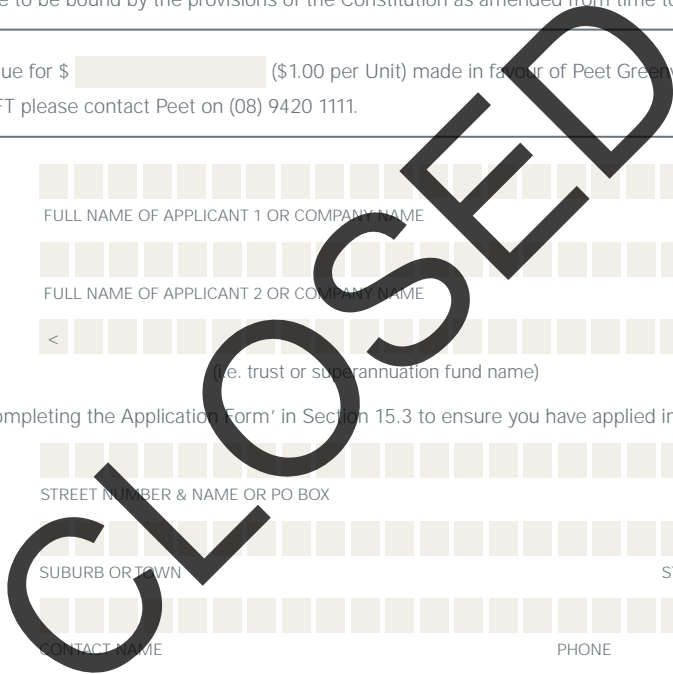 e to be bound by the provisions of the Constitution as amended from time to
ue for $ ($1.00 per Unit) made in favour of Peet Green
FT please contact Peet on (08) 9420 1111.
FULL NAME OF APPLICANT 1 OR COMPANY NAME
FULL NAME OF APPLICANT 2 OR COMPANY NAME
<
(i.e. trust or superannuation fund name)
ompleting the Application Form’ in Section 15.3 to ensure you have applied in
STREET NUMBER & NAME OR PO BOX
SUBURB OR TOWN ST
CONTACT NAME PHONE
CLOSED